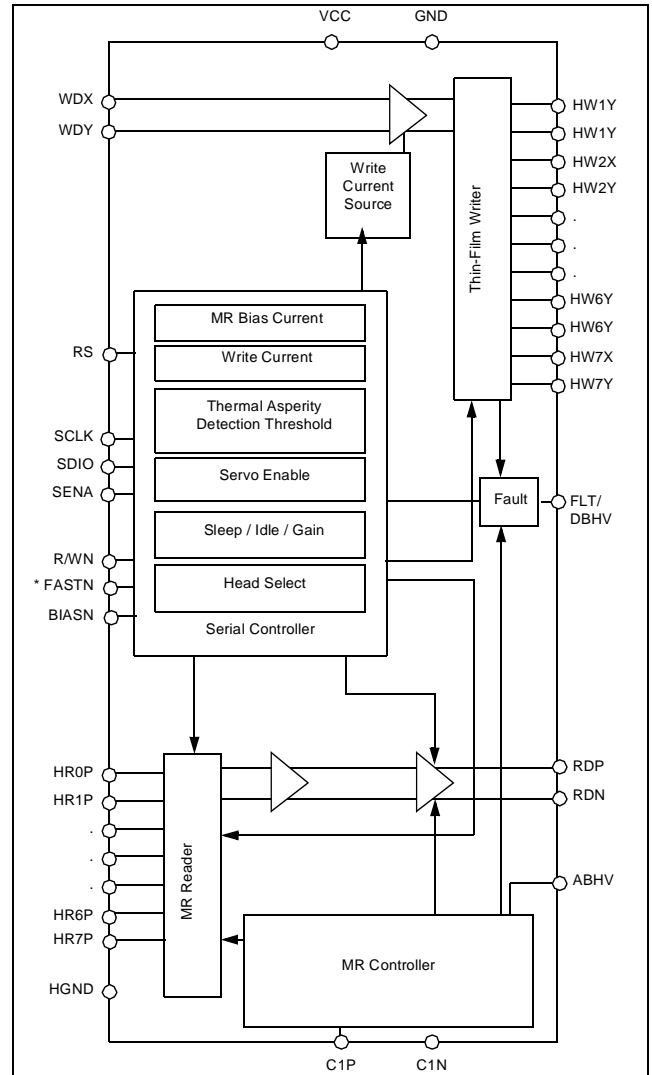 VCC
GND
WDX
WDY
HW1Y
HW1Y
HW2X
HW2Y
.
.
.
HW6Y
HW6Y
HW7X
HW7Y
Thin-Film Writer
Write
Current
Source
MR Bias Current
Write Current
Thermal Asperity
Detection Threshold
Servo Enable
Sleep / Idle / Gain
Head Select
Serial Controller
RS
SCLK
SDIO
SENA
R/WN
* FASTN
BIASN
Fault
FLT/
DBHV
HR0P
HR1P
.
.
.
HR6P
HR7P
HGND
MR Reader
RDP
RDN
ABHV
MR Controller
C1P
C1N